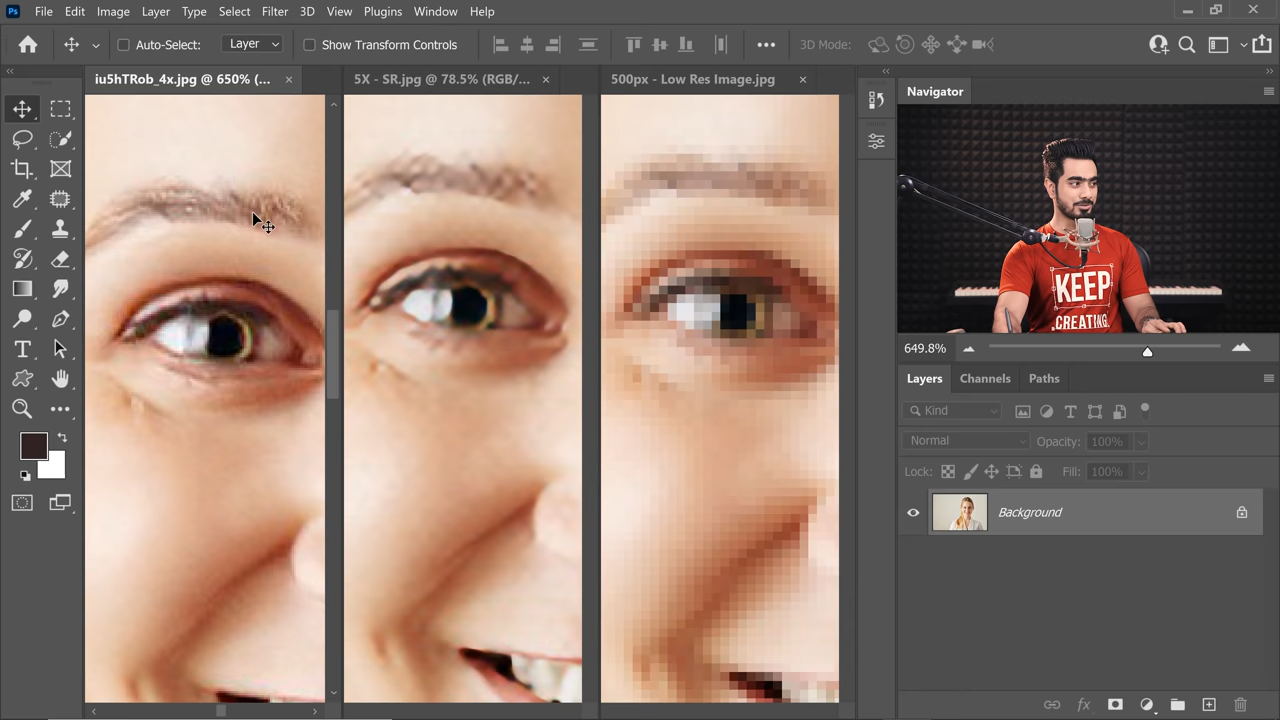 Ps File Edit Image Layer Type Select Filter 3D View Plugins Window Help
Auto-Select: Layer Show Transform Controls 3D Mode:
iu5hTRob_4x.jpg @ 650% (... 5X - SR.jpg @ 78.5% (RGB/... 500px - Low Res Image.jpg
Navigator
KEEP
CREATING.
649.8%
Layers Channels Paths
Kind
Normal Opacity: 100%
Lock: Fill: 100%
Background
fx